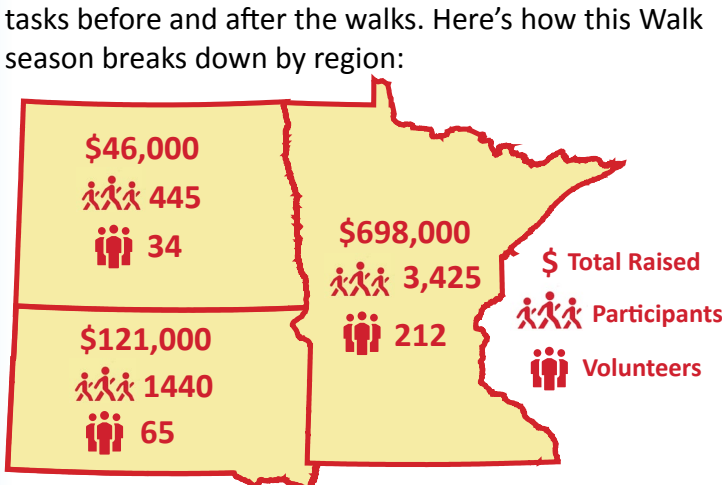 tasks before and after the walks. Here’s how this Walk
season breaks down by region:
$46,000
445
34
$121,000
1440
65
$698,000
3,425
212
$ Total Raised
Participants
Volunteers